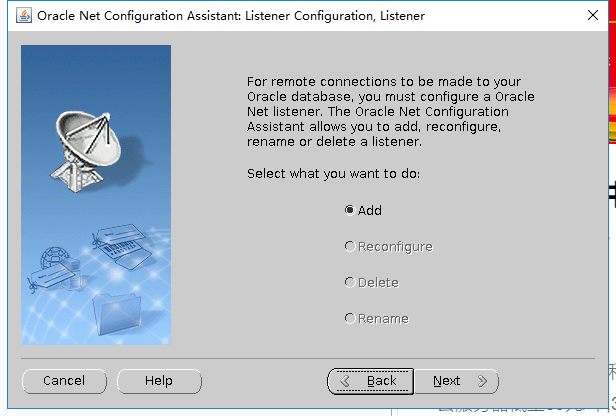 Oracle Net Configuration Assistant: Listener Configuration, Listener
For remote connections to be made to your
Oracle database, you must configure a Oracle
Net listener. The Oracle Net Configuration
Assistant allows you to add, reconfigure,
rename or delete a listener.
Select what you want to do:
Add
Reconfigure
Delete
Rename
Cancel
Help
Back
Next